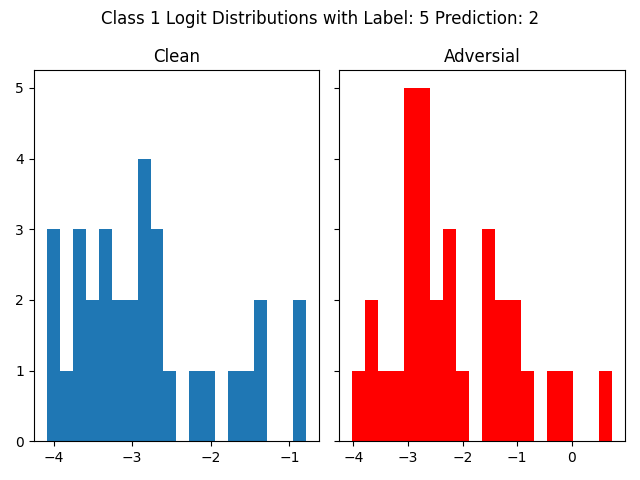 Class 1 Logit Distributions with Label: 5 Prediction: 2
Clean
Adversial
5
4
3
2
1
0
−4 −3 −2 −1
−4 −3 −2 −1 0